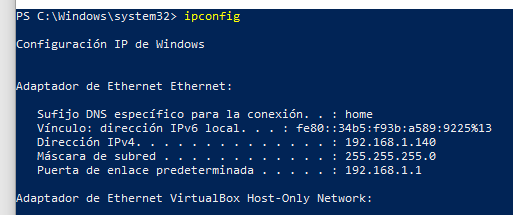 PS C:\Windows\system32> ipconfig
Configuración IP de Windows
Adaptador de Ethernet Ethernet:
Sufijo DNS específico para la conexión. . : home
Vínculo: dirección IPv6 local. . . : fe80::34b5:f93b:a589:9225%13
Dirección IPv4. . . . . . . . . . . . . . : 192.168.1.140
Máscara de subred . . . . . . . . . . . . : 255.255.255.0
Puerta de enlace predeterminada . . . . . : 192.168.1.1
Adaptador de Ethernet VirtualBox Host-Only Network: